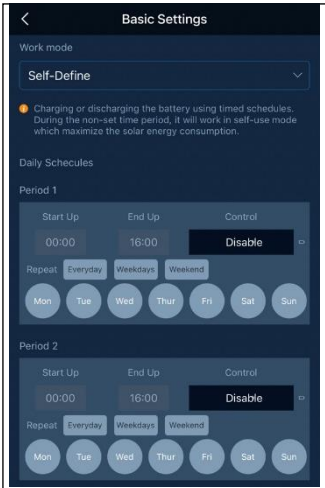 Basic Settings
Work mode
Self-Define
Charging or discharging the battery using timed schedules.
During the non-set time period, it will work in self-use mode
which maximize the solar energy consumption.
Daily Schecules
Period 1
Start Up End Up Control
00:00 16:00 Disable
Repeat Everyday Weekdays Weekend
Mon Tue Wed Thur Fri Sat Sun
Period 2
Start Up End Up Control
00:00 16:00 Disable
Repeat Everyday Weekdays Weekend
Mon Tue Wed Thur Fri Sat Sun